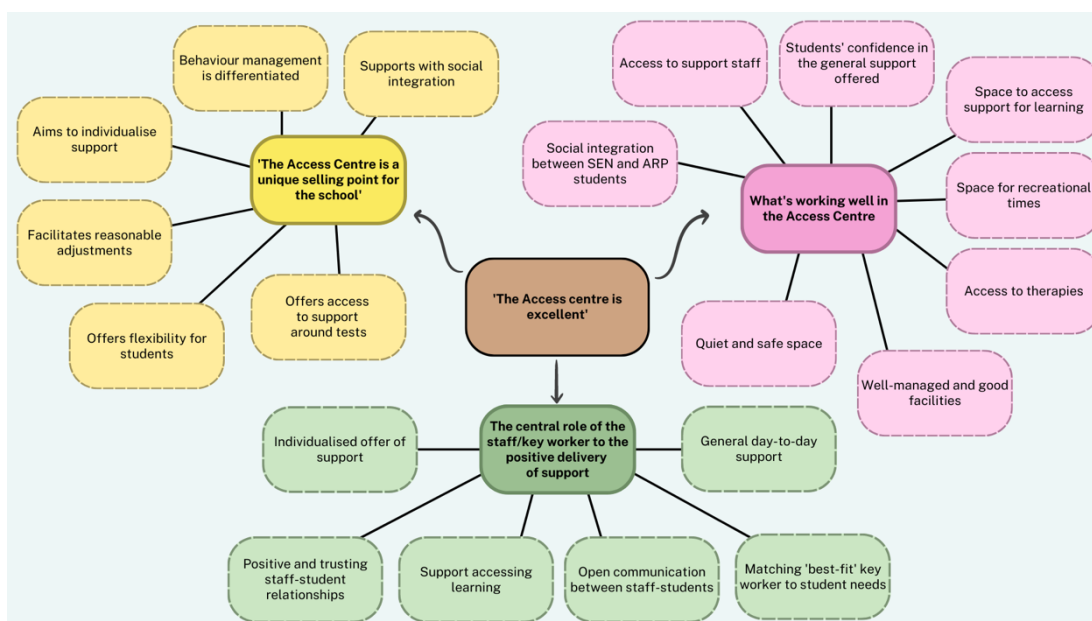 Behaviour management
is differentiated
Supports with social
integration
Aims to individualise
support
'The Access Centre is a
unique selling point for
the school'
Facilitates reasonable
adjustments
Offers flexibility for
students
Offers access
to support
around tests
Access to support staff
Students' confidence in
the general support
offered
Space to access
support for learning
Social integration
between SEN and ARP
students
What's working well in
the Access Centre
Space for recreational
times
Access to therapies
Quiet and safe space
Well-managed and good
facilities
'The Access centre is
excellent'
Individualised offer of
support
The central role of the
staff/key worker to the
positive delivery
of support
General day-to-day
support
Positive and trusting
staff-student
relationships
Support accessing
learning
Open communication
between staff-students
Matching 'best-fit' key
worker to student needs